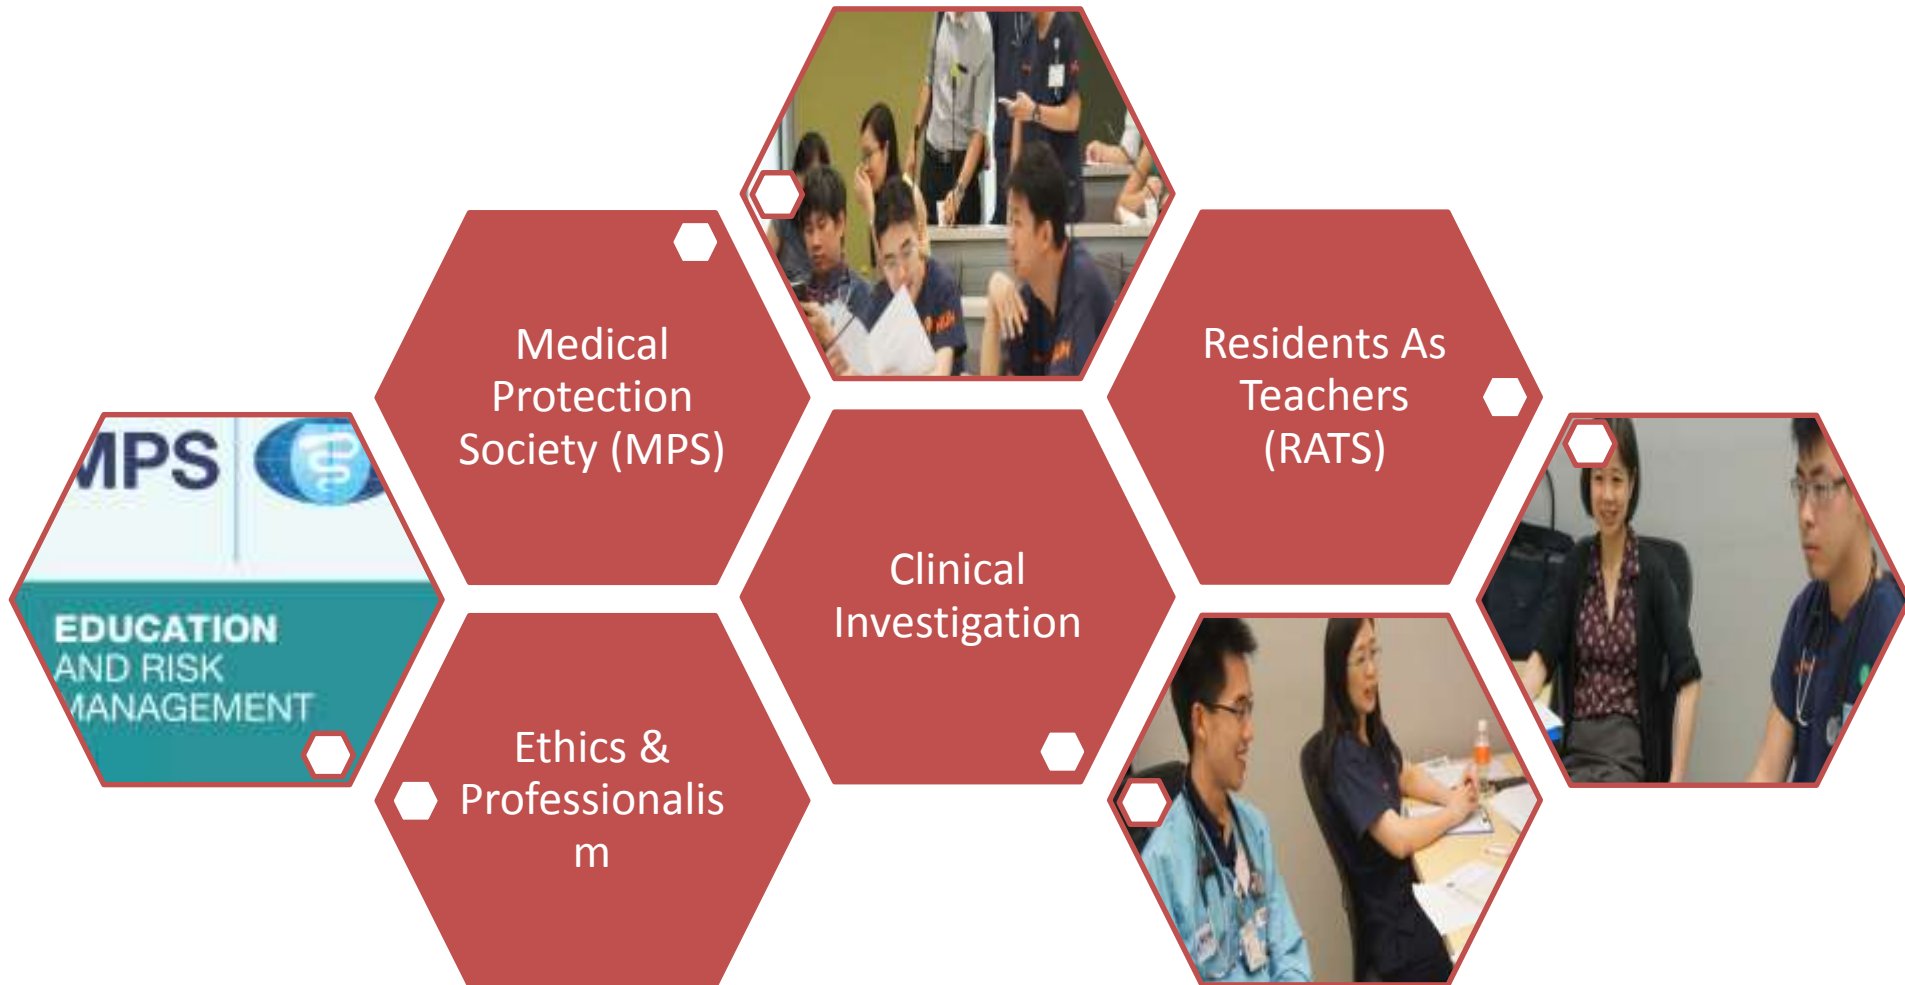 Medical
Protection
Society (MPS)
Residents As
Teachers
(RATS)
MPS
EDUCATION
AND RISK
MANAGEMENT
Clinical
Investigation
Ethics &
Professionalis
m